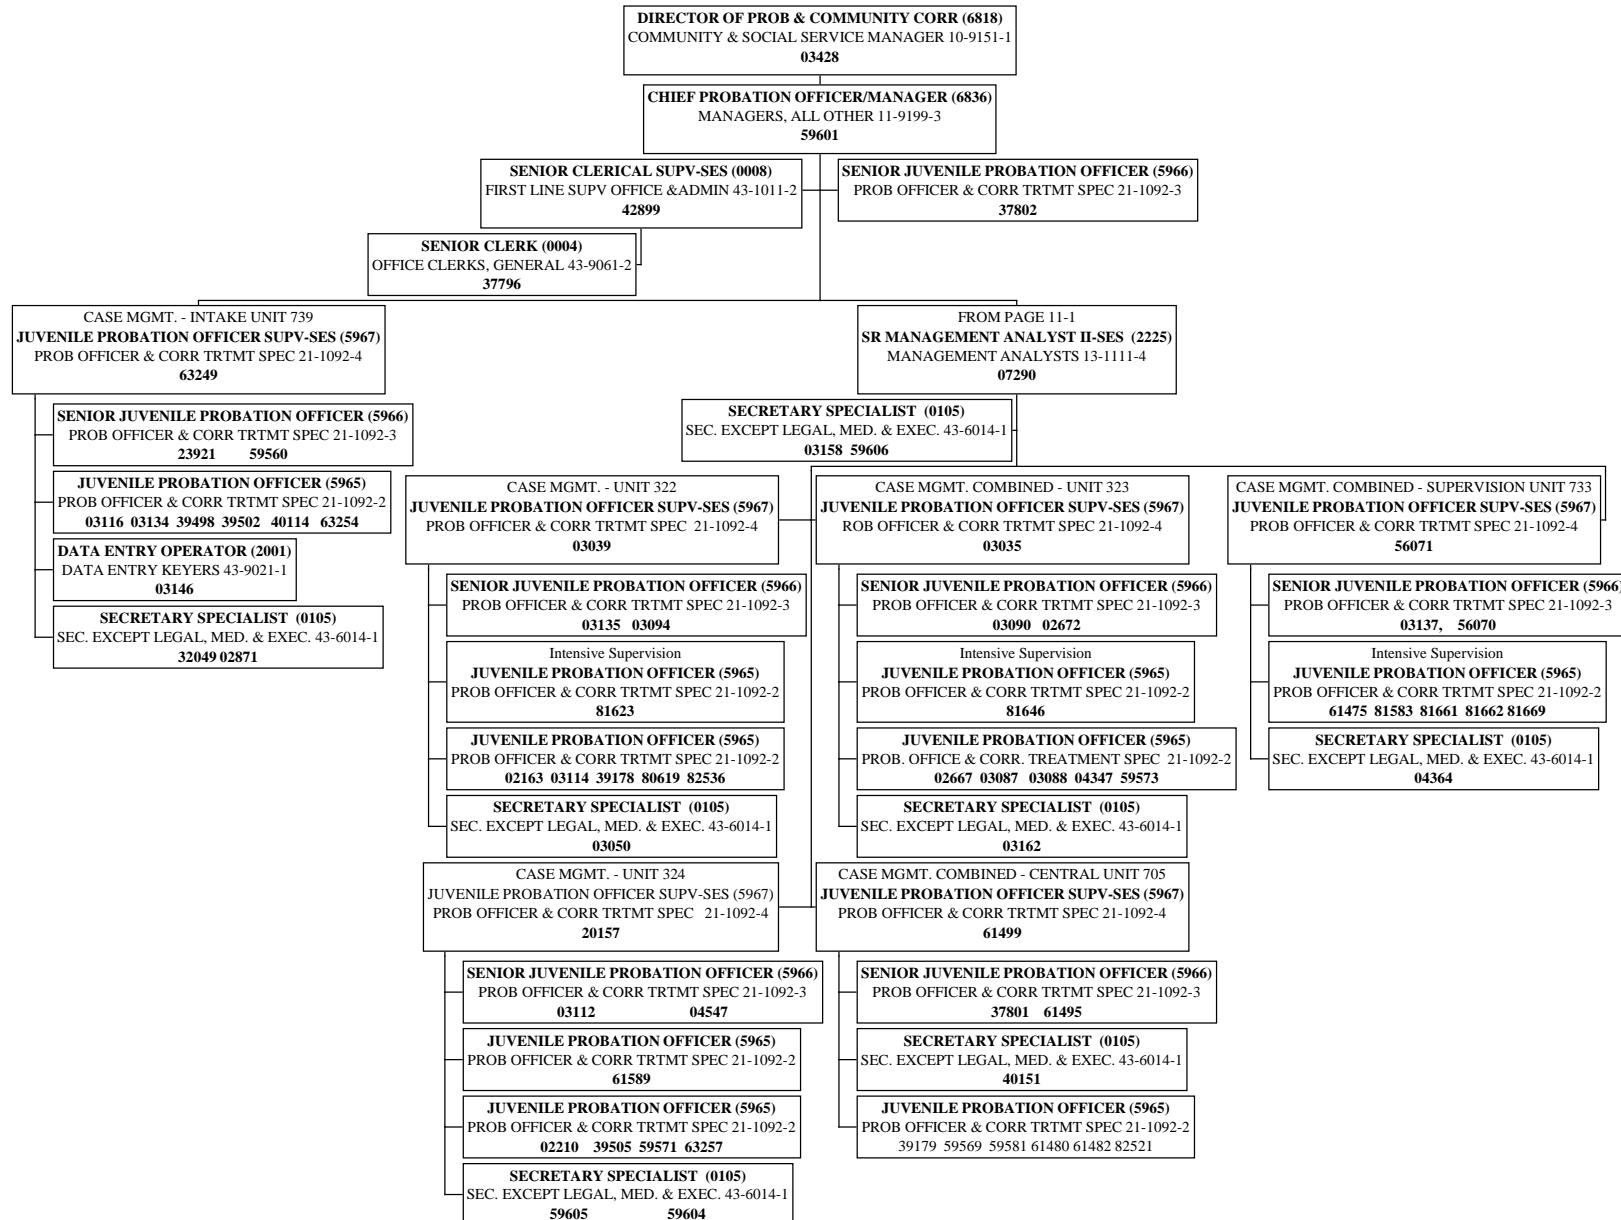 DIRECTOR OF PROB & COMMUNITY CORR (6818)
COMMUNITY & SOCIAL SERVICE MANAGER 10-9151-1
03428
CHIEF PROBATION OFFICER/MANAGER (6836)
MANAGERS, ALL OTHER 11-9199-3
59601
SENIOR CLERICAL SUPV-SES (0008)
FIRST LINE SUPV OFFICE &ADMIN 43-1011-2
42899
SENIOR JUVENILE PROBATION OFFICER (5966)
PROB OFFICER & CORR TRTMT SPEC 21-1092-3
37802
SENIOR CLERK (0004)
OFFICE CLERKS, GENERAL 43-9061-2
37796
CASE MGMT. - INTAKE UNIT 739
JUVENILE PROBATION OFFICER SUPV-SES (5967)
PROB OFFICER & CORR TRTMT SPEC 21-1092-4
63249
SENIOR JUVENILE PROBATION OFFICER (5966)
PROB OFFICER & CORR TRTMT SPEC 21-1092-3
23921 59560
JUVENILE PROBATION OFFICER (5965)
PROB OFFICER & CORR TRTMT SPEC 21-1092-2
03116 03134 39498 39502 40114 63254
DATA ENTRY OPERATOR (2001)
DATA ENTRY KEYERS 43-9021-1
03146
SECRETARY SPECIALIST (0105)
SEC. EXCEPT LEGAL, MED. & EXEC. 43-6014-1
32049 02871
FROM PAGE 11-1
SR MANAGEMENT ANALYST II-SES (2225)
MANAGEMENT ANALYSTS 13-1111-4
07290
SECRETARY SPECIALIST (0105)
SEC. EXCEPT LEGAL, MED. & EXEC. 43-6014-1
03158 59606
CASE MGMT. - UNIT 322
JUVENILE PROBATION OFFICER SUPV-SES (5967)
PROB OFFICER & CORR TRTMT SPEC 21-1092-4
03039
SENIOR JUVENILE PROBATION OFFICER (5966)
PROB OFFICER & CORR TRTMT SPEC 21-1092-3
03135 03094
Intensive Supervision
JUVENILE PROBATION OFFICER (5965)
PROB OFFICER & CORR TRTMT SPEC 21-1092-2
81623
JUVENILE PROBATION OFFICER (5965)
PROB OFFICER & CORR TRTMT SPEC 21-1092-2
02163 03114 39178 80619 82536
SECRETARY SPECIALIST (0105)
SEC. EXCEPT LEGAL, MED. & EXEC. 43-6014-1
03050
CASE MGMT. COMBINED - UNIT 323
JUVENILE PROBATION OFFICER SUPV-SES (5967)
ROB OFFICER & CORR TRTMT SPEC 21-1092-4
03035
SENIOR JUVENILE PROBATION OFFICER (5966)
PROB OFFICER & CORR TRTMT SPEC 21-1092-3
03090 02672
Intensive Supervision
JUVENILE PROBATION OFFICER (5965)
PROB OFFICER & CORR TRTMT SPEC 21-1092-2
81646
JUVENILE PROBATION OFFICER (5965)
PROB. OFFICE & CORR. TREATMENT SPEC 21-1092-2
02667 03087 03088 04347 59573
SECRETARY SPECIALIST (0105)
SEC. EXCEPT LEGAL, MED. & EXEC. 43-6014-1
03162
CASE MGMT. COMBINED - SUPERVISION UNIT 733
JUVENILE PROBATION OFFICER SUPV-SES (5967)
PROB OFFICER & CORR TRTMT SPEC 21-1092-4
56071
SENIOR JUVENILE PROBATION OFFICER (5966)
PROB OFFICER & CORR TRTMT SPEC 21-1092-3
03137, 56070
Intensive Supervision
JUVENILE PROBATION OFFICER (5965)
PROB OFFICER & CORR TRTMT SPEC 21-1092-2
61475 81583 81661 81662 81669
SECRETARY SPECIALIST (0105)
SEC. EXCEPT LEGAL, MED. & EXEC. 43-6014-1
04364
CASE MGMT. - UNIT 324
JUVENILE PROBATION OFFICER SUPV-SES (5967)
PROB OFFICER & CORR TRTMT SPEC 21-1092-4
20157
SENIOR JUVENILE PROBATION OFFICER (5966)
PROB OFFICER & CORR TRTMT SPEC 21-1092-3
03112 04547
JUVENILE PROBATION OFFICER (5965)
PROB OFFICER & CORR TRTMT SPEC 21-1092-2
61589
JUVENILE PROBATION OFFICER (5965)
PROB OFFICER & CORR TRTMT SPEC 21-1092-2
02210 39505 59571 63257
SECRETARY SPECIALIST (0105)
SEC. EXCEPT LEGAL, MED. & EXEC. 43-6014-1
59605 59604
CASE MGMT. COMBINED - CENTRAL UNIT 705
JUVENILE PROBATION OFFICER SUPV-SES (5967)
PROB OFFICER & CORR TRTMT SPEC 21-1092-4
61499
SENIOR JUVENILE PROBATION OFFICER (5966)
PROB OFFICER & CORR TRTMT SPEC 21-1092-3
37801 61495
SECRETARY SPECIALIST (0105)
SEC. EXCEPT LEGAL, MED. & EXEC. 43-6014-1
40151
JUVENILE PROBATION OFFICER (5965)
PROB OFFICER & CORR TRTMT SPEC 21-1092-2
39179 59569 59581 61480 61482 82521